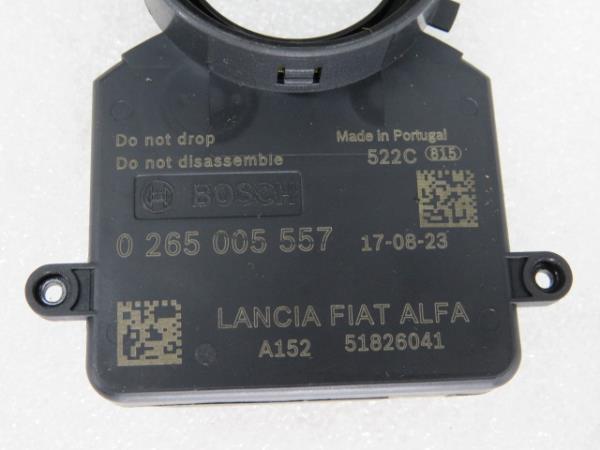 Do not drop
Made in Portugal
Do not disassemble
522C 815
BOSCH
0 265 005 557
17-08-23
LANCIA FIAT ALFA
A152 51826041